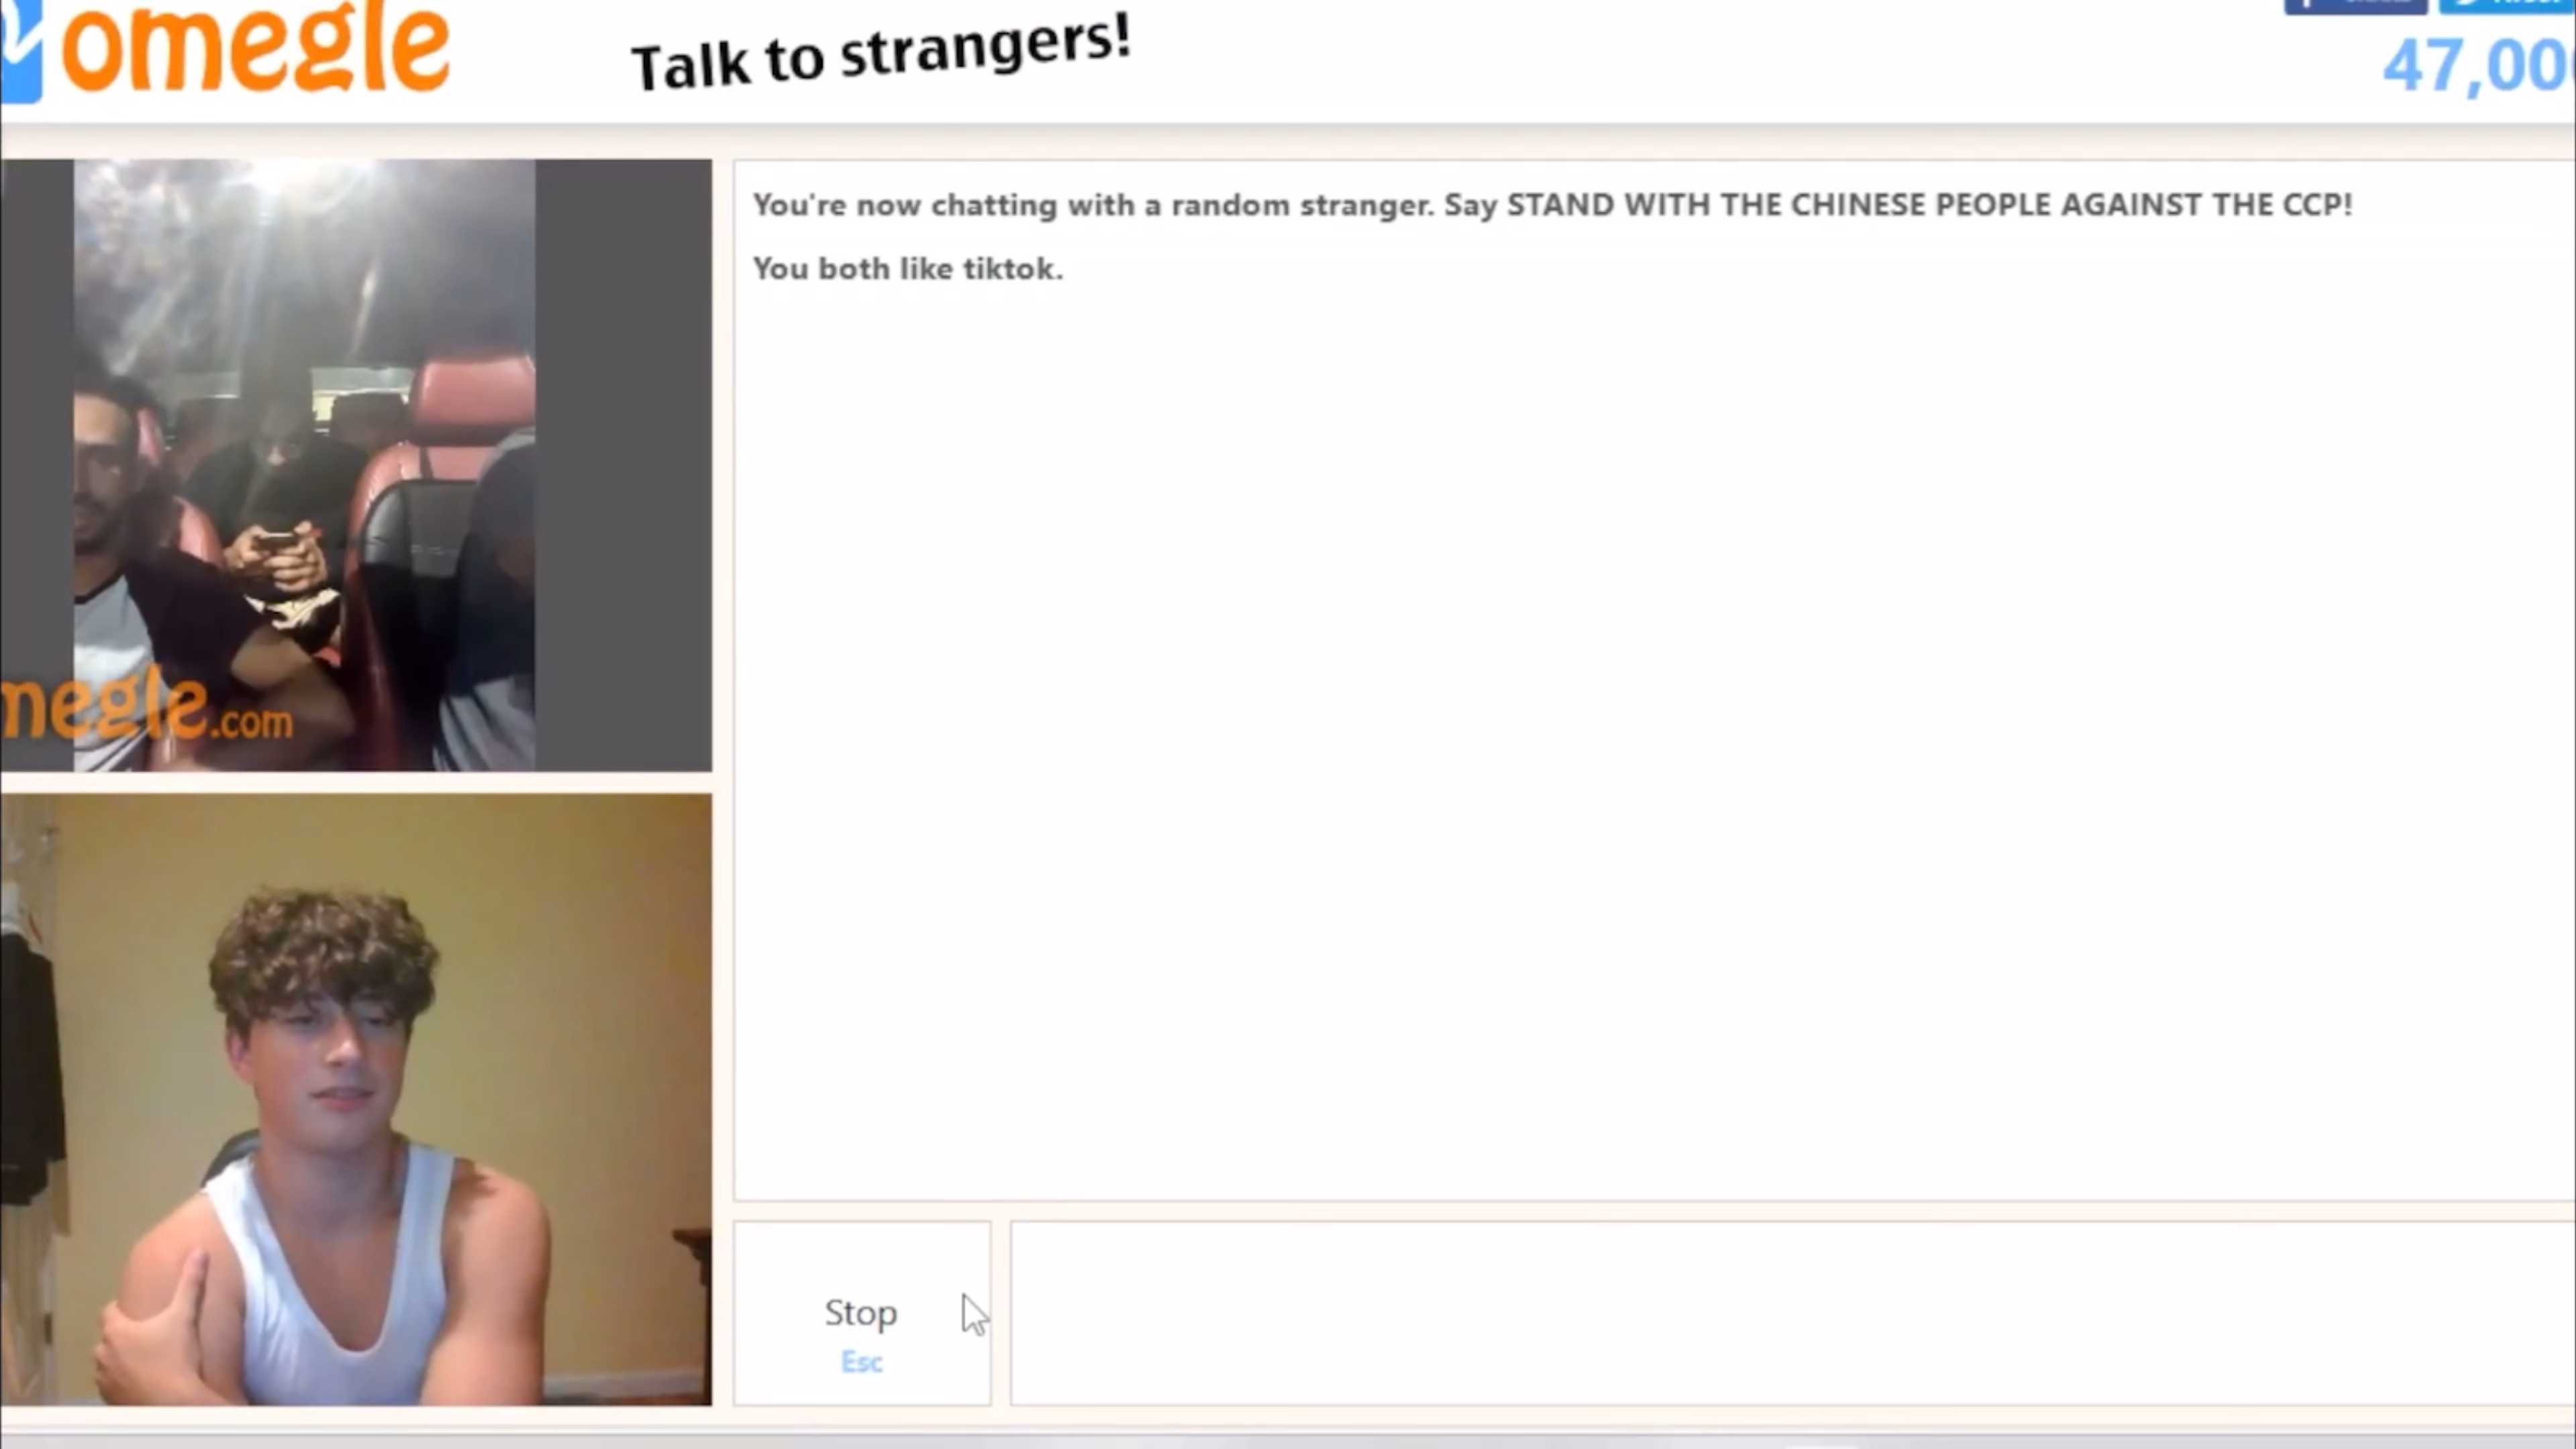 omegle
Talk to strangers!
47,00
You're now chatting with a random stranger. Say STAND WITH THE CHINESE PEOPLE AGAINST THE CCP!
You both like tiktok.
megle.com
Stop
Esc